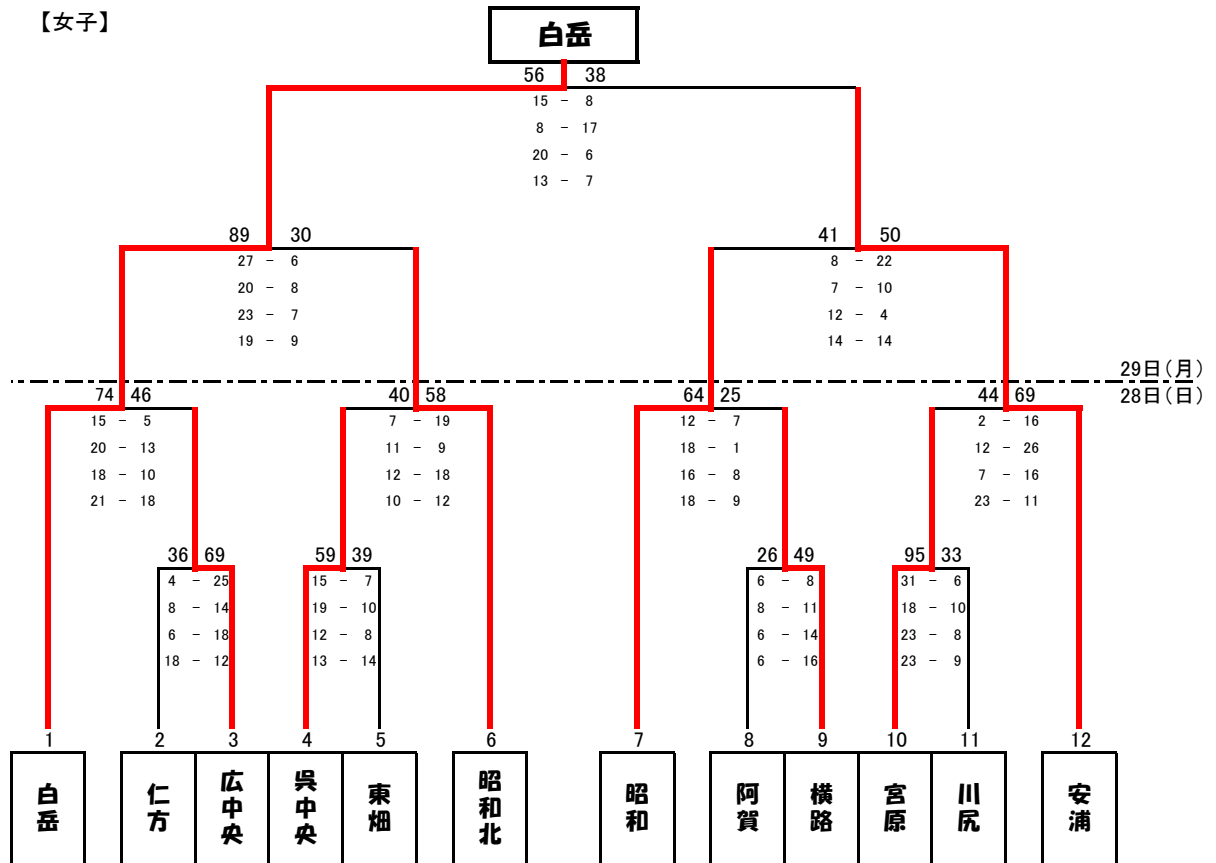 【女子】
白岳
56 38
15 - 8
8 - 17
20 - 6
13 - 7
89 30
27 - 6
20 - 8
23 - 7
19 - 9
41 50
8 - 22
7 - 10
12 - 4
14 - 14
29日(月)
28日(日)
74 46
15 - 5
20 - 13
18 - 10
21 - 18
40 58
7 - 19
11 - 9
12 - 18
10 - 12
64 25
12 - 7
18 - 1
16 - 8
18 - 9
44 69
2 - 16
12 - 26
7 - 16
23 - 11
36 69
4 - 25
8 - 14
6 - 18
18 - 12
59 39
15 - 7
19 - 10
12 - 8
13 - 14
26 49
6 - 8
8 - 11
6 - 14
6 - 16
95 33
31 - 6
18 - 10
23 - 8
23 - 9
1 2 3 4 5 6 7 8 9 10 11 12
白岳
仁方
広中央
呉中央
東畑
昭和北
昭和
阿賀
横路
宮原
川尻
安浦